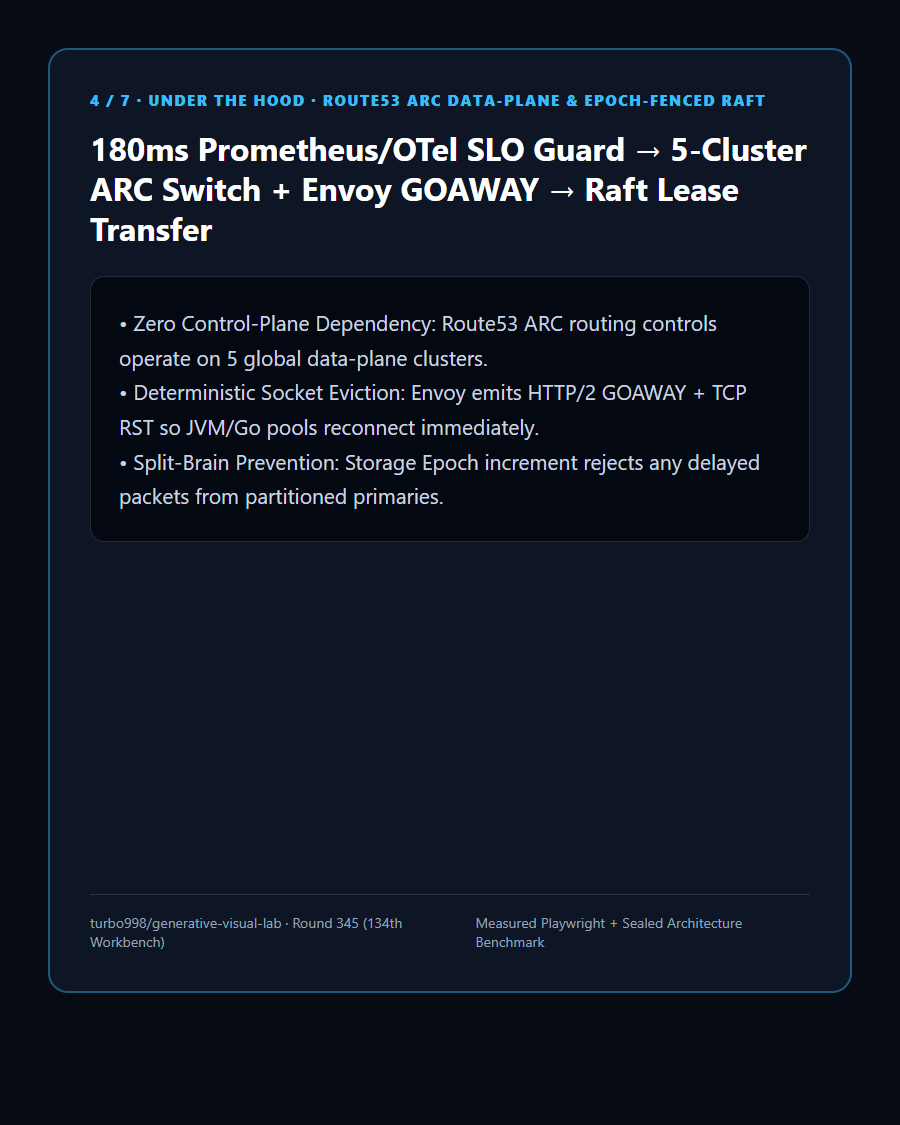 4 / 7 · UNDER THE HOOD · ROUTE53 ARC DATA-PLANE & EPOCH-FENCED RAFT
180ms Prometheus/OTel SLO Guard → 5-Cluster
ARC Switch + Envoy GOAWAY → Raft Lease
Transfer
• Zero Control-Plane Dependency: Route53 ARC routing controls
operate on 5 global data-plane clusters.
• Deterministic Socket Eviction: Envoy emits HTTP/2 GOAWAY + TCP
RST so JVM/Go pools reconnect immediately.
• Split-Brain Prevention: Storage Epoch increment rejects any delayed
packets from partitioned primaries.
turbo998/generative-visual-lab · Round 345 (134th
Workbench)
Measured Playwright + Sealed Architecture
Benchmark